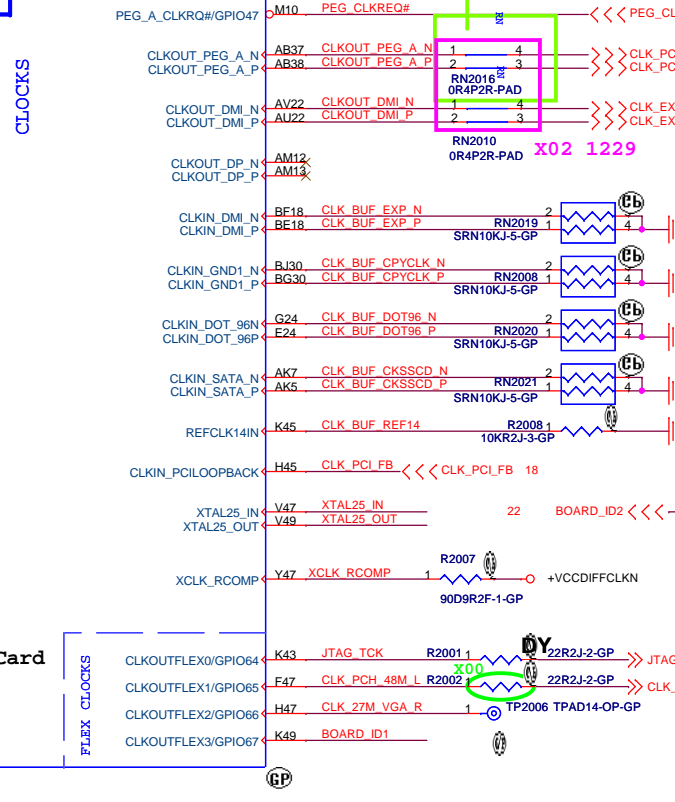 PEG_A_CLKRQ#/GPIO47 M10 PEG_CLKREQ# PEG_CL
RN
CLKOUT_PEG_A_N AB37 CLKOUT_PEG_A_N 1 4 CLK_PC
CLKOUT_PEG_A_P AB38 CLKOUT_PEG_A_P 2 3 CLK_PC
RN
RN2016
0R4P2R-PAD
CLOCKS
CLKOUT_DMI_N AV22 CLKOUT_DMI_N 1 4 CLK_EX
CLKOUT_DMI_P AU22 CLKOUT_DMI_P 2 3 CLK_EX
RN2010
0R4P2R-PAD X02 1229
CLKOUT_DP_N AM12
CLKOUT_DP_P AM13
CLKIN_DMI_N BF18 CLK_BUF_EXP_N 2
CLKIN_DMI_P BE18 CLK_BUF_EXP_P RN2019 1 4
SRN10KJ-5-GP
CLKIN_GND1_N BJ30 CLK_BUF_CPYCLK_N 2
CLKIN_GND1_P BG30 CLK_BUF_CPYCLK_P RN2008 1 4
SRN10KJ-5-GP
CLKIN_DOT_96N G24 CLK_BUF_DOT96_N 2
CLKIN_DOT_96P E24 CLK_BUF_DOT96_P RN2020 1 4
SRN10KJ-5-GP
CLKIN_SATA_N AK7 CLK_BUF_CKSSCD_N 2
CLKIN_SATA_P AK5 CLK_BUF_CKSSCD_P RN2021 1 4
SRN10KJ-5-GP
REFCLK14IN K45 CLK_BUF_REF14 R2008 1
10KR2J-3-GP
CLKIN_PCILOOPBACK H45 CLK_PCI_FB CLK_PCI_FB 18
XTAL25_IN V47 XTAL25_IN 22 BOARD_ID2
XTAL25_OUT V49 XTAL25_OUT
R2007
XCLK_RCOMP Y47 XCLK_RCOMP 1 +VCCDIFFCLKN
90D9R2F-1-GP
Card
FLEX CLOCKS
DY
CLKOUTFLEX0/GPIO64 K43 JTAG_TCK R2001 1 22R2J-2-GP JTAG
X00
CLKOUTFLEX1/GPIO65 F47 CLK_PCH_48M_L R2002 1 22R2J-2-GP CLK_
CLKOUTFLEX2/GPIO66 H47 CLK_27M_VGA_R 1 TP2006 TPAD14-OP-GP
CLKOUTFLEX3/GPIO67 K49 BOARD_ID1
GP